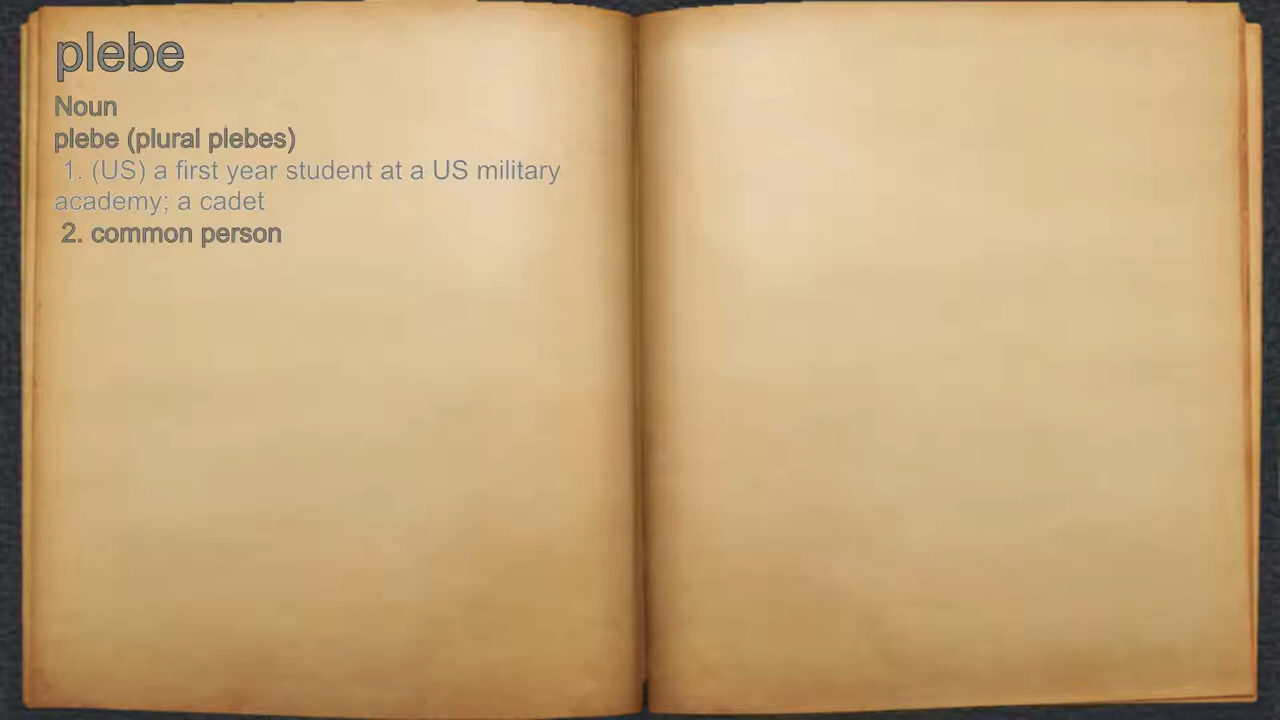 plebe
Noun
plebe (plural plebes)
1. (US) a first year student at a US military
academy; a cadet
2. common person